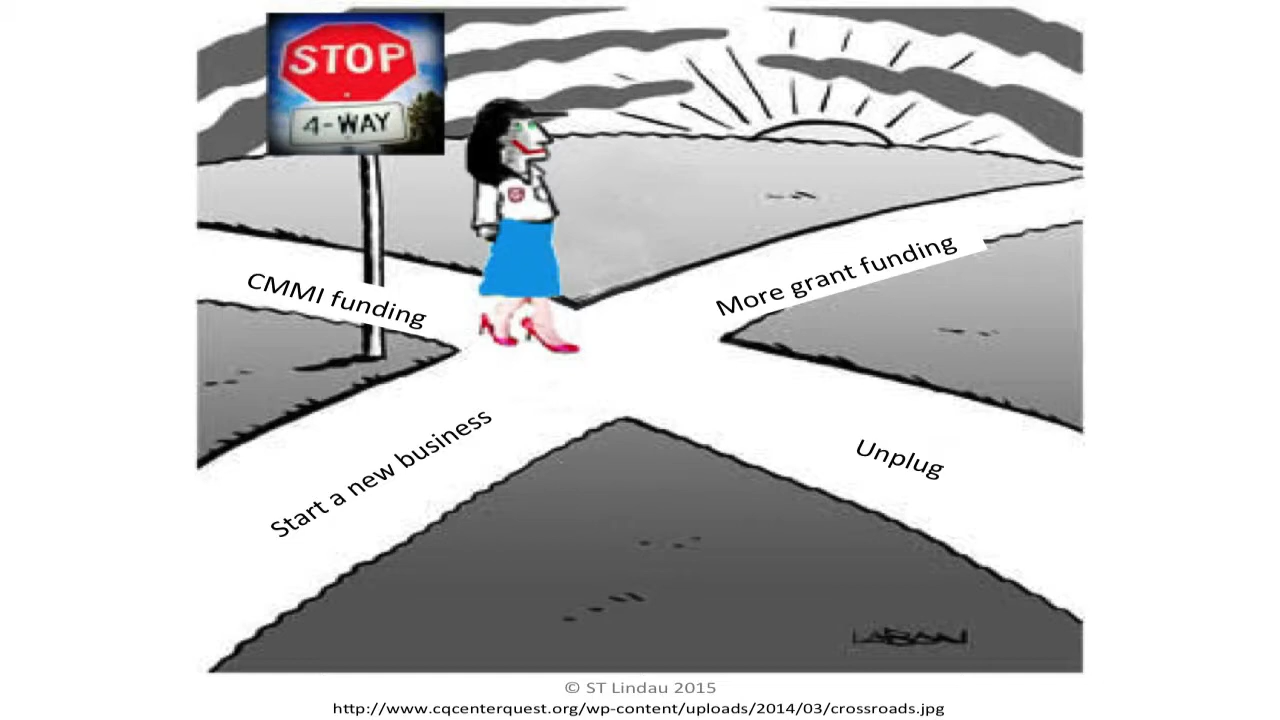 STOP
4-WAY
CMMI funding
More grant funding
Start a new business
Unplug
LABAN
© ST Lindau 2015
http://www.cqcenterquest.org/wp-content/uploads/2014/03/crossroads.jpg